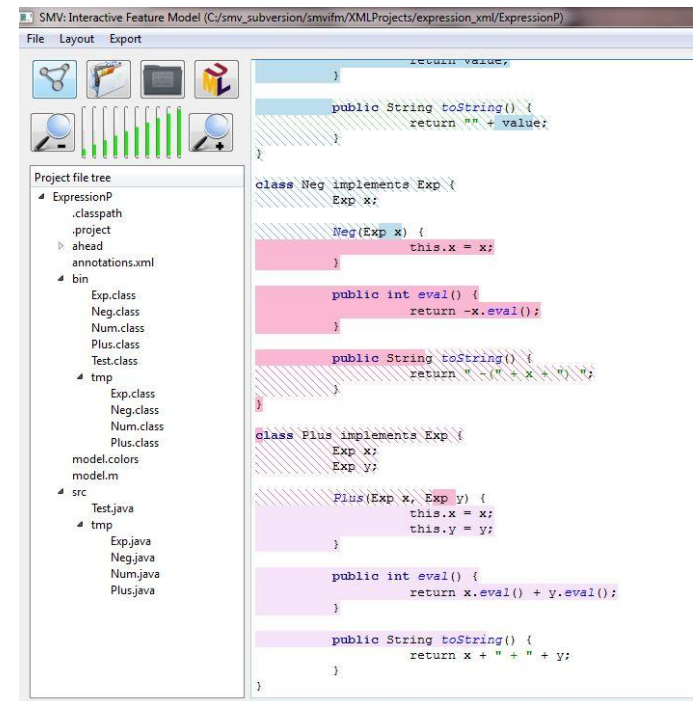 SMV: Interactive Feature Model (C:/smv_subversion/smvifm/XMLProjects/expression_xml/ExpressionP)
File Layout Export
UML
Project file tree
ExpressionP
.classpath
.project
ahead
annotations.xml
bin
Exp.class
Neg.class
Num.class
Plus.class
Test.class
tmp
Exp.class
Neg.class
Num.class
Plus.class
model.colors
model.m
src
Test.java
tmp
Exp.java
Neg.java
Num.java
Plus.java
return value;
}
public String toString() {
return "" + value;
}
}
class Neg implements Exp {
Exp x;
Neg(Exp x) {
this.x = x;
}
public int eval() {
return -x.eval();
}
public String toString() {
return " -(" + x + ") ";
}
}
class Plus implements Exp {
Exp x;
Exp y;
Plus(Exp x, Exp y) {
this.x = x;
this.y = y;
}
public int eval() {
return x.eval() + y.eval();
}
public String toString() {
return x + " + " + y;
}
}